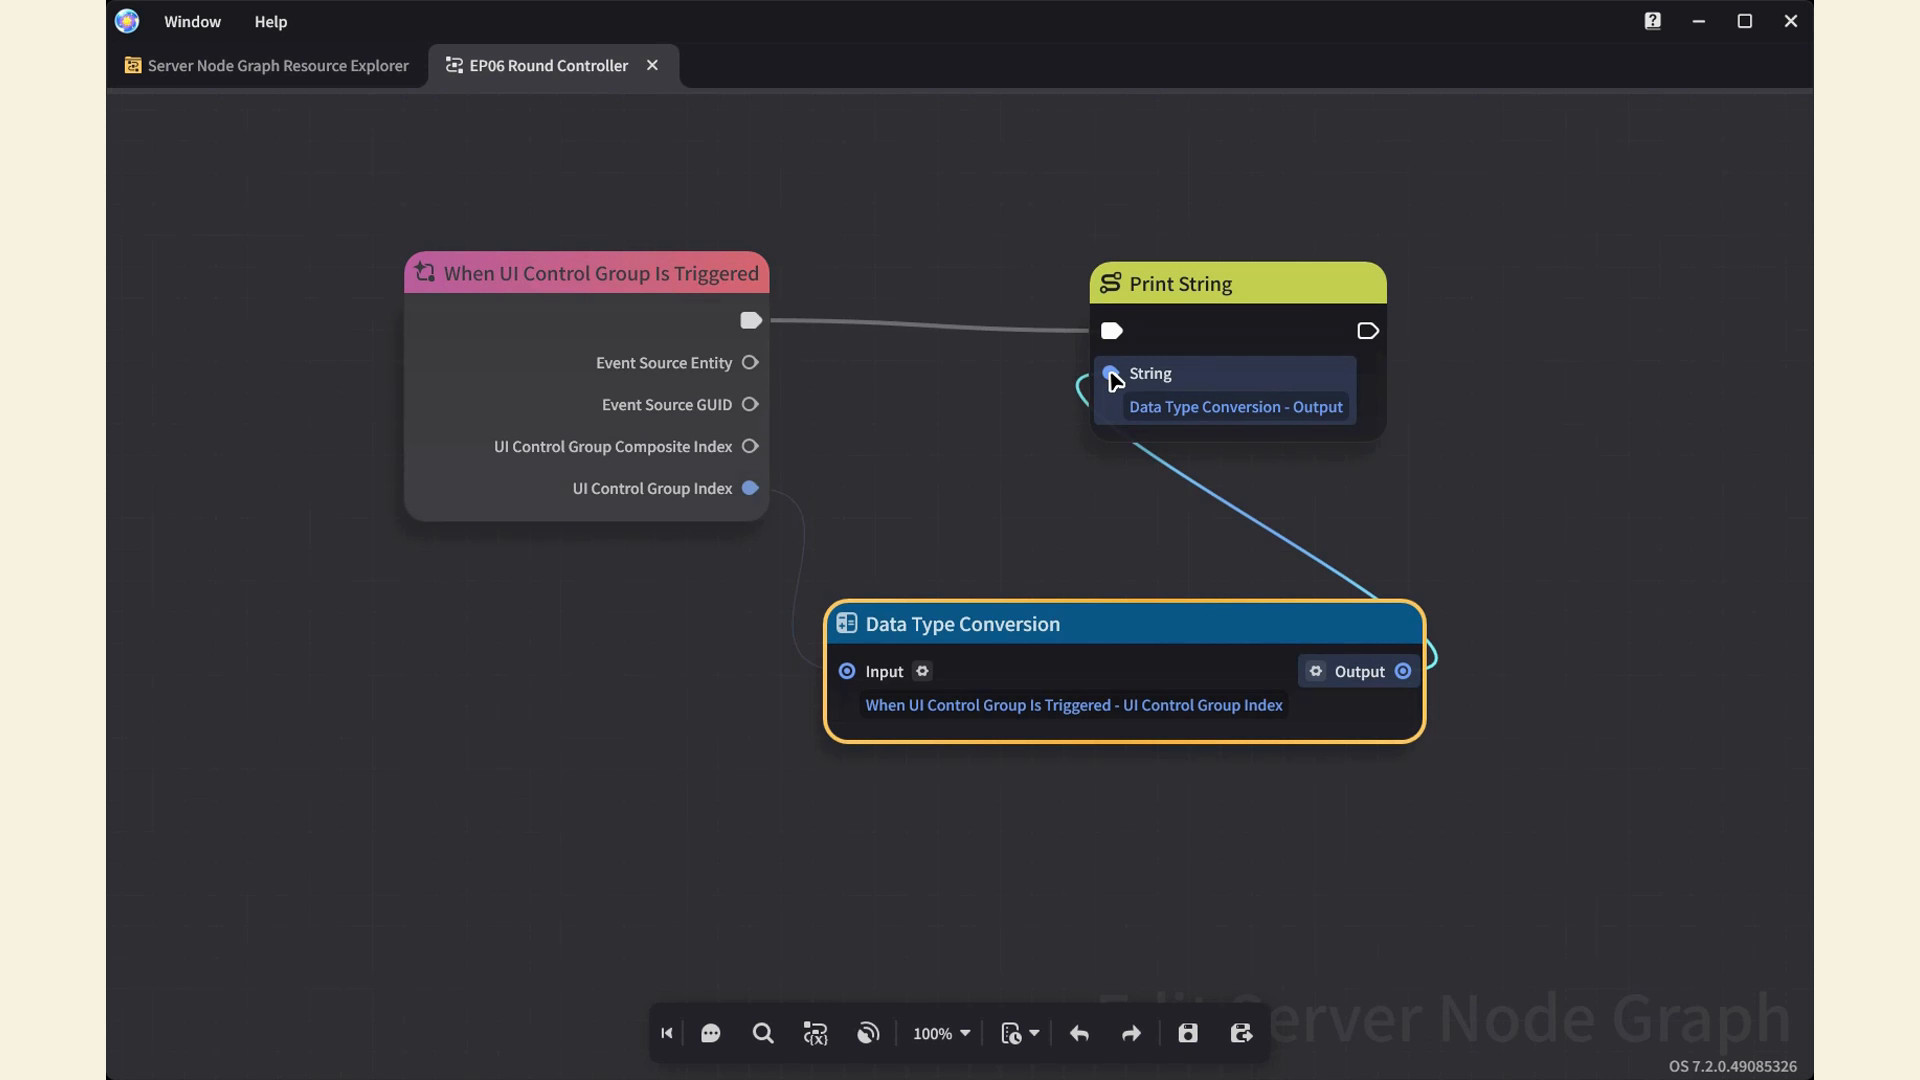 Window Help
Server Node Graph Resource Explorer EP06 Round Controller
When UI Control Group Is Triggered
Event Source Entity
Event Source GUID
UI Control Group Composite Index
UI Control Group Index
Print String
String
Data Type Conversion - Output
Data Type Conversion
Input Output
When UI Control Group Is Triggered - UI Control Group Index
Edit Server Node Graph
100%
OS 7.2.0.49085326